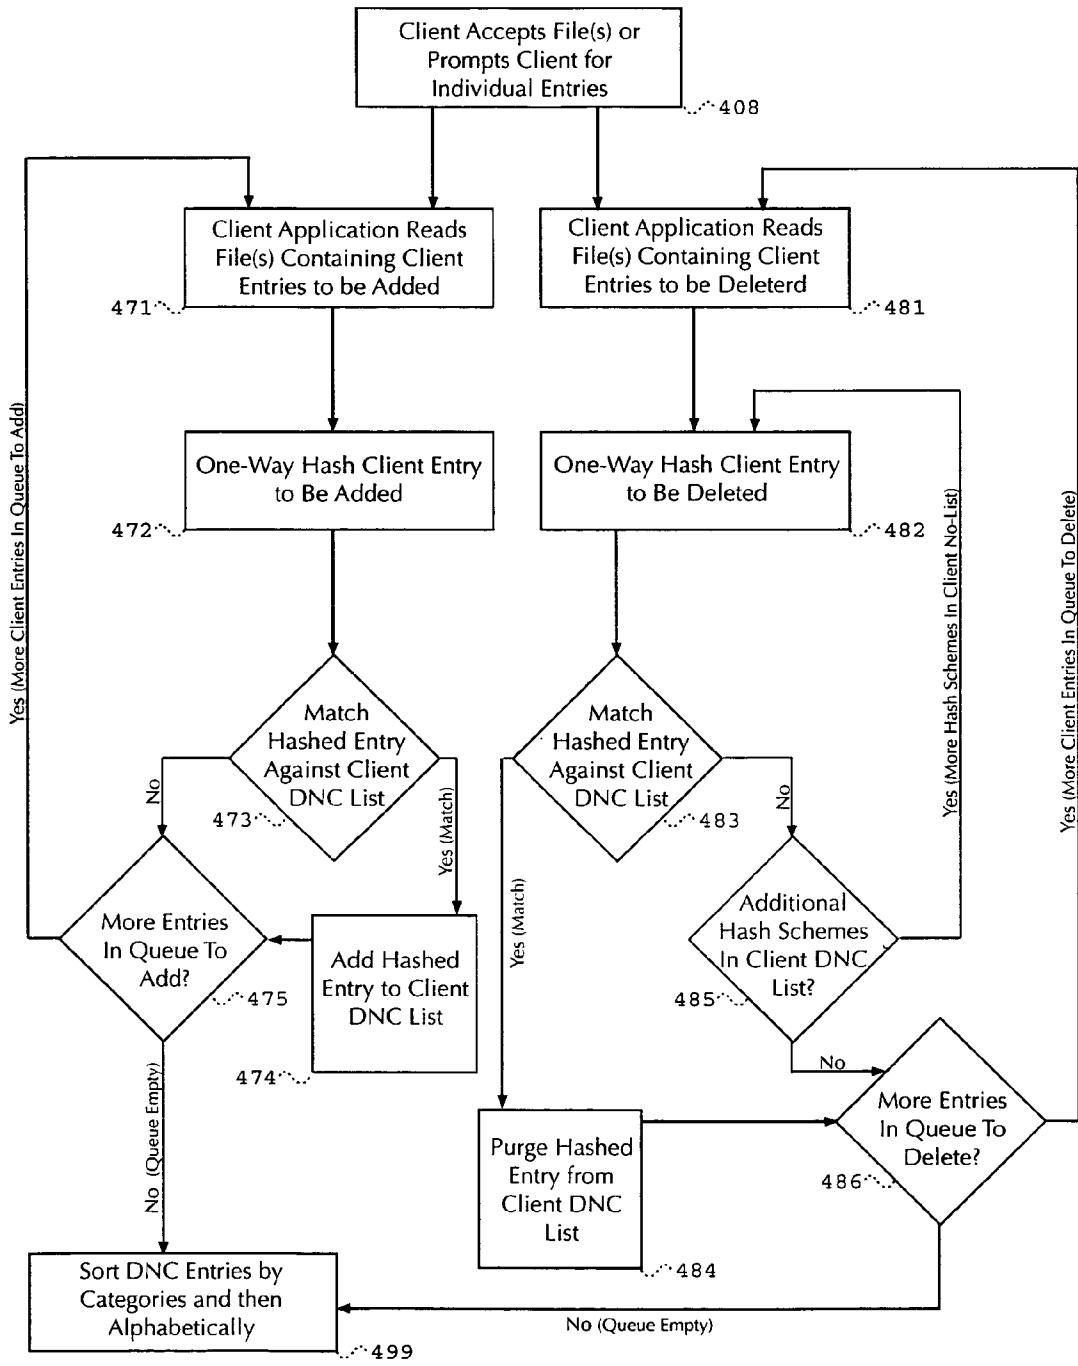 Client Accepts File(s) or
Prompts Client for
Individual Entries
408
Client Application Reads
File(s) Containing Client
Entries to be Added
471
Client Application Reads
File(s) Containing Client
Entries to be Deleterd
481
Yes (More Client Entries In Queue To Add)
One-Way Hash Client Entry
to Be Added
472
One-Way Hash Client Entry
to Be Deleted
482
Yes (More Hash Schemes In Client No-List)
Yes (More Client Entries In Queue To Delete)
Match
Hashed Entry
Against Client
DNC List
473
No
Yes (Match)
Match
Hashed Entry
Against Client
DNC List
483
No
Yes (Match)
More Entries
In Queue To
Add?
475
Add Hashed
Entry to Client
DNC List
474
Additional
Hash Schemes
In Client DNC
List?
485
No
No (Queue Empty)
Purge Hashed
Entry from
Client DNC
List
484
More Entries
In Queue To
Delete?
486
Sort DNC Entries by
Categories and then
Alphabetically
499
No (Queue Empty)